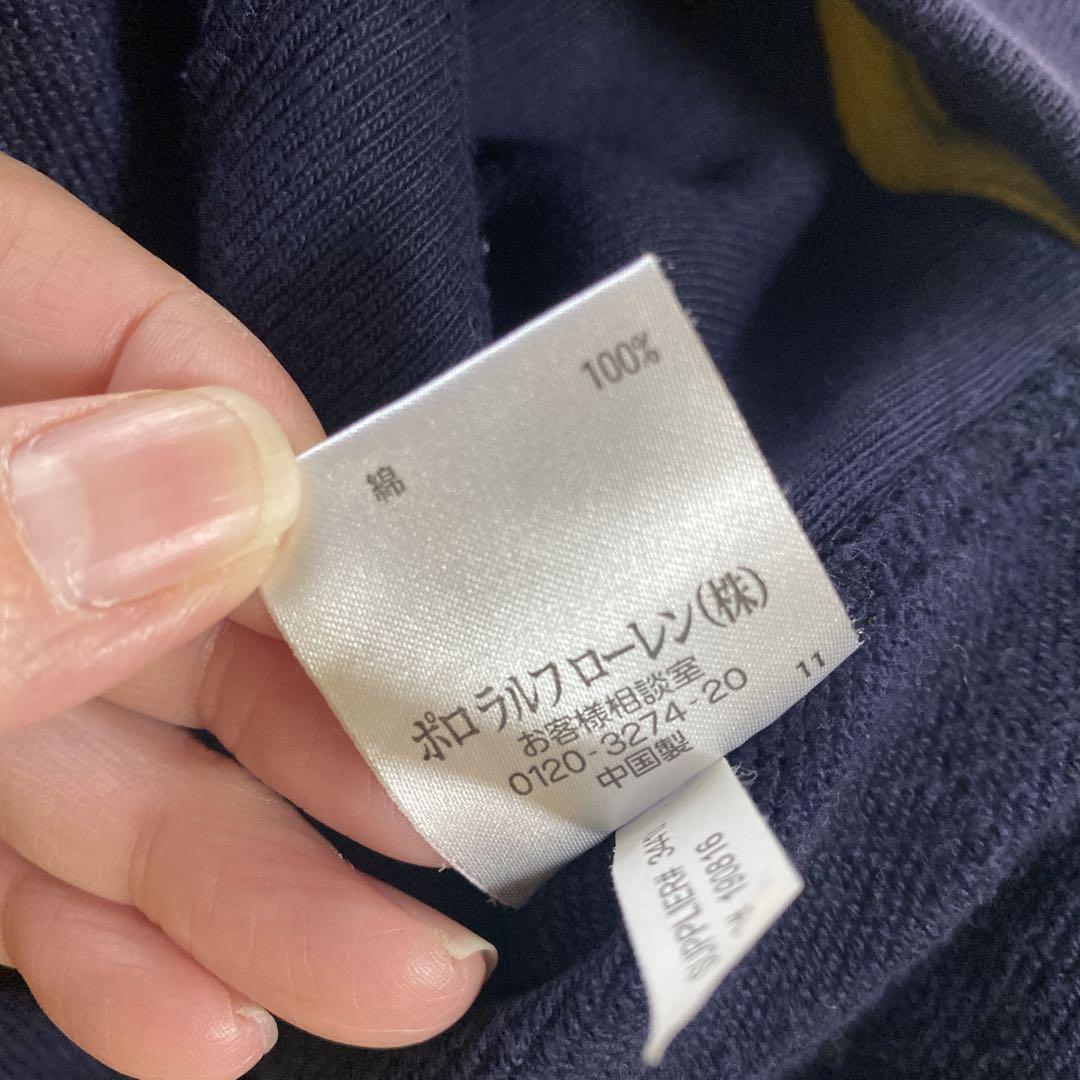 綿 100%
ポロ ラルフ ローレン(株)
お客様相談室
0120-3274-20 11
中国製
SUPPLIER#
190816